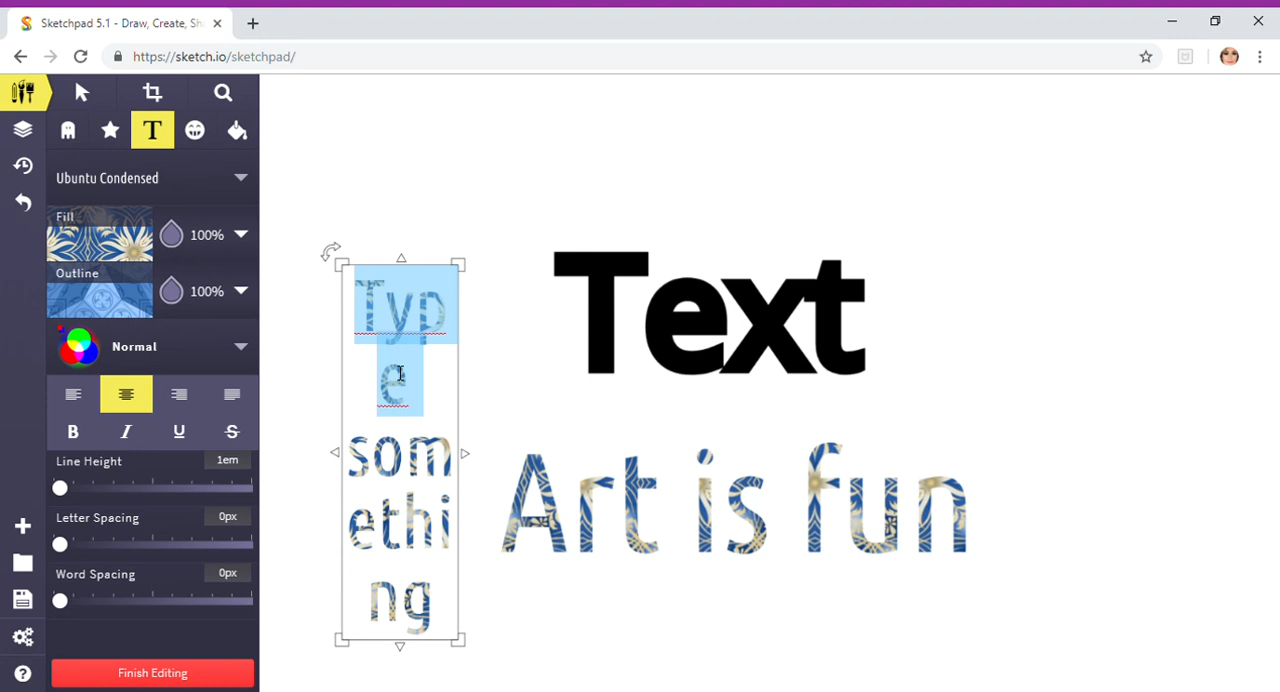 Sketchpad 5.1 - Draw, Create, Sh
https://sketch.io/sketchpad/
T
Ubuntu Condensed
Fill
100%
Outline
100%
Normal
B I U S
Line Height 1em
Letter Spacing 0px
Word Spacing 0px
Finish Editing
Typ
e
som
ethi
ng
Text
Art is fun